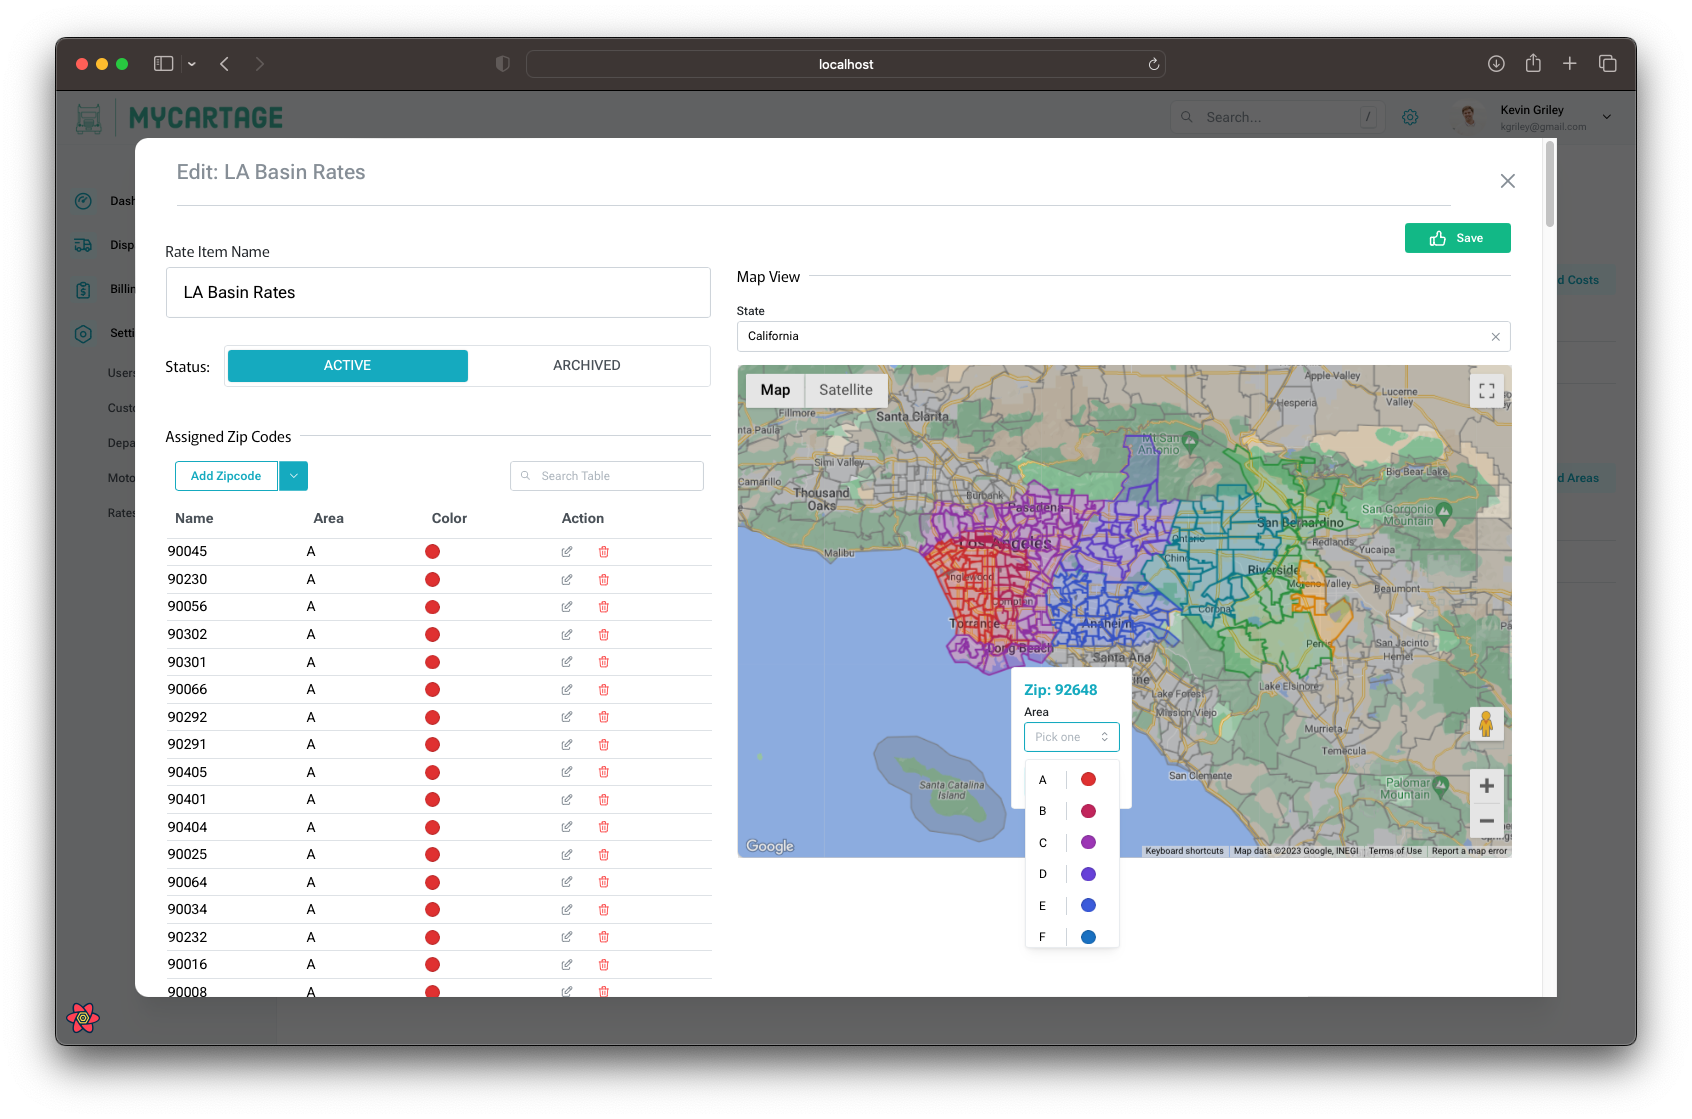 localhost
MYCARTAGE
Search...
/
Kevin Griley
kgriley@gmail.com
Dash
Disp
Billin
Setti
Users
Custo
Depa
Moto
Rates
d Costs
d Areas
Edit: LA Basin Rates
Save
Rate Item Name
LA Basin Rates
Status:
ACTIVE
ARCHIVED
Assigned Zip Codes
Add Zipcode
Search Table
Name Area Color Action
90045 A
90230 A
90056 A
90302 A
90301 A
90066 A
90292 A
90291 A
90405 A
90401 A
90404 A
90025 A
90064 A
90034 A
90232 A
90016 A
90008 A
Map View
State
California
Map
Satellite
Apple Valley
Lucerne
Valley
Hesperia
Fillmore
Santa Clarita
nta Paula
Mt San
Antonio
Simi Valley
Big Bear Lake
Camarillo
Thousand
Oaks
Burbank
Pasadena
San Gorgonio
Mountain
San Bernardino
Los Angeles
Ontario
Redlands
Yucaipa
Malibu
Chino
Riverside
Inglewood
Moreno Valley
Beaumont
Compton
Corona
Torrance
Anaheim
Perris
San Jacinto
Hemet
Long Beach
Santa Ana
ine
Lake Elsinore
Lake Forest
Mission Viejo
Murrieta
Temecula
San Clemente
Palomar
Mountain
Santa Catalina
Island
Zip: 92648
Area
Pick one
A
B
C
D
E
F
Google
Keyboard shortcuts
Map data ©2023 Google, INEGI
Terms of Use
Report a map error